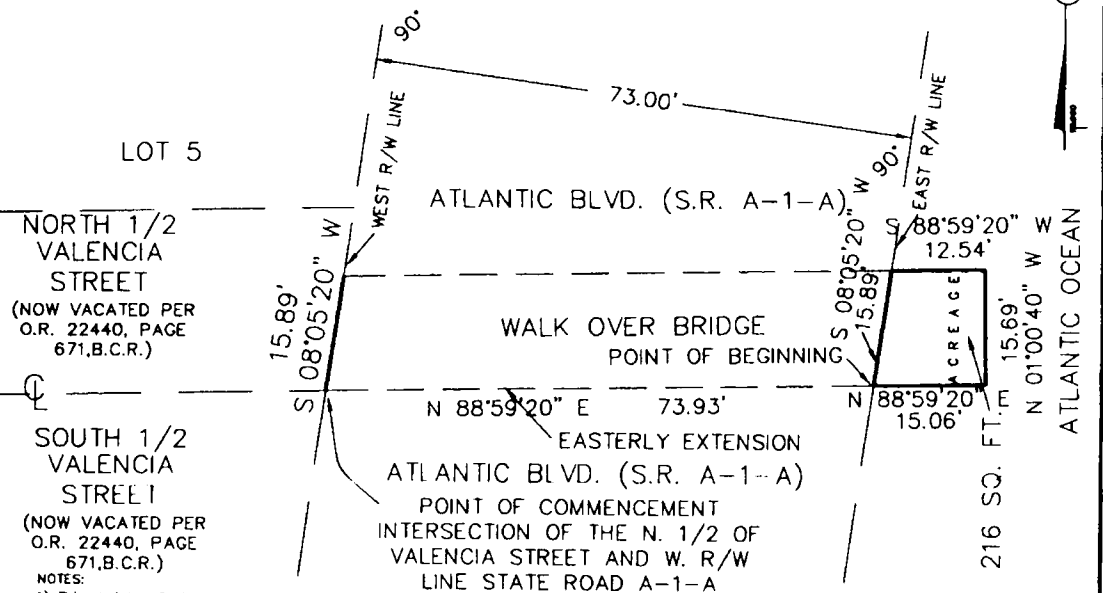 90°
73.00'
WEST R/W LINE
EAST R/W LINE
90°
LOT 5
ATLANTIC BLVD. (S.R. A-1-A)
S 08°05'20" W
15.89'
S 88°59'20" W
12.54'
NORTH 1/2
VALENCIA
STREET
(NOW VACATED PER
O.R. 22440, PAGE
671,B.C.R.)
15.89'
S 08°05'20" W
WALK OVER BRIDGE
POINT OF BEGINNING
ACREAGE
15.69'
N 01°00'40" W
ATLANTIC OCEAN
CL
N 88°59'20" E 73.93'
N 88°59'20" E
15.06'
216 SQ. FT.
EASTERLY EXTENSION
SOUTH 1/2
VALENCIA
STREET
(NOW VACATED PER
O.R. 22440, PAGE
671,B.C.R.)
ATLANTIC BLVD. (S.R. A-1-A)
POINT OF COMMENCEMENT
INTERSECTION OF THE N. 1/2 OF
VALENCIA STREET AND W. R/W
LINE STATE ROAD A-1-A
NOTES: